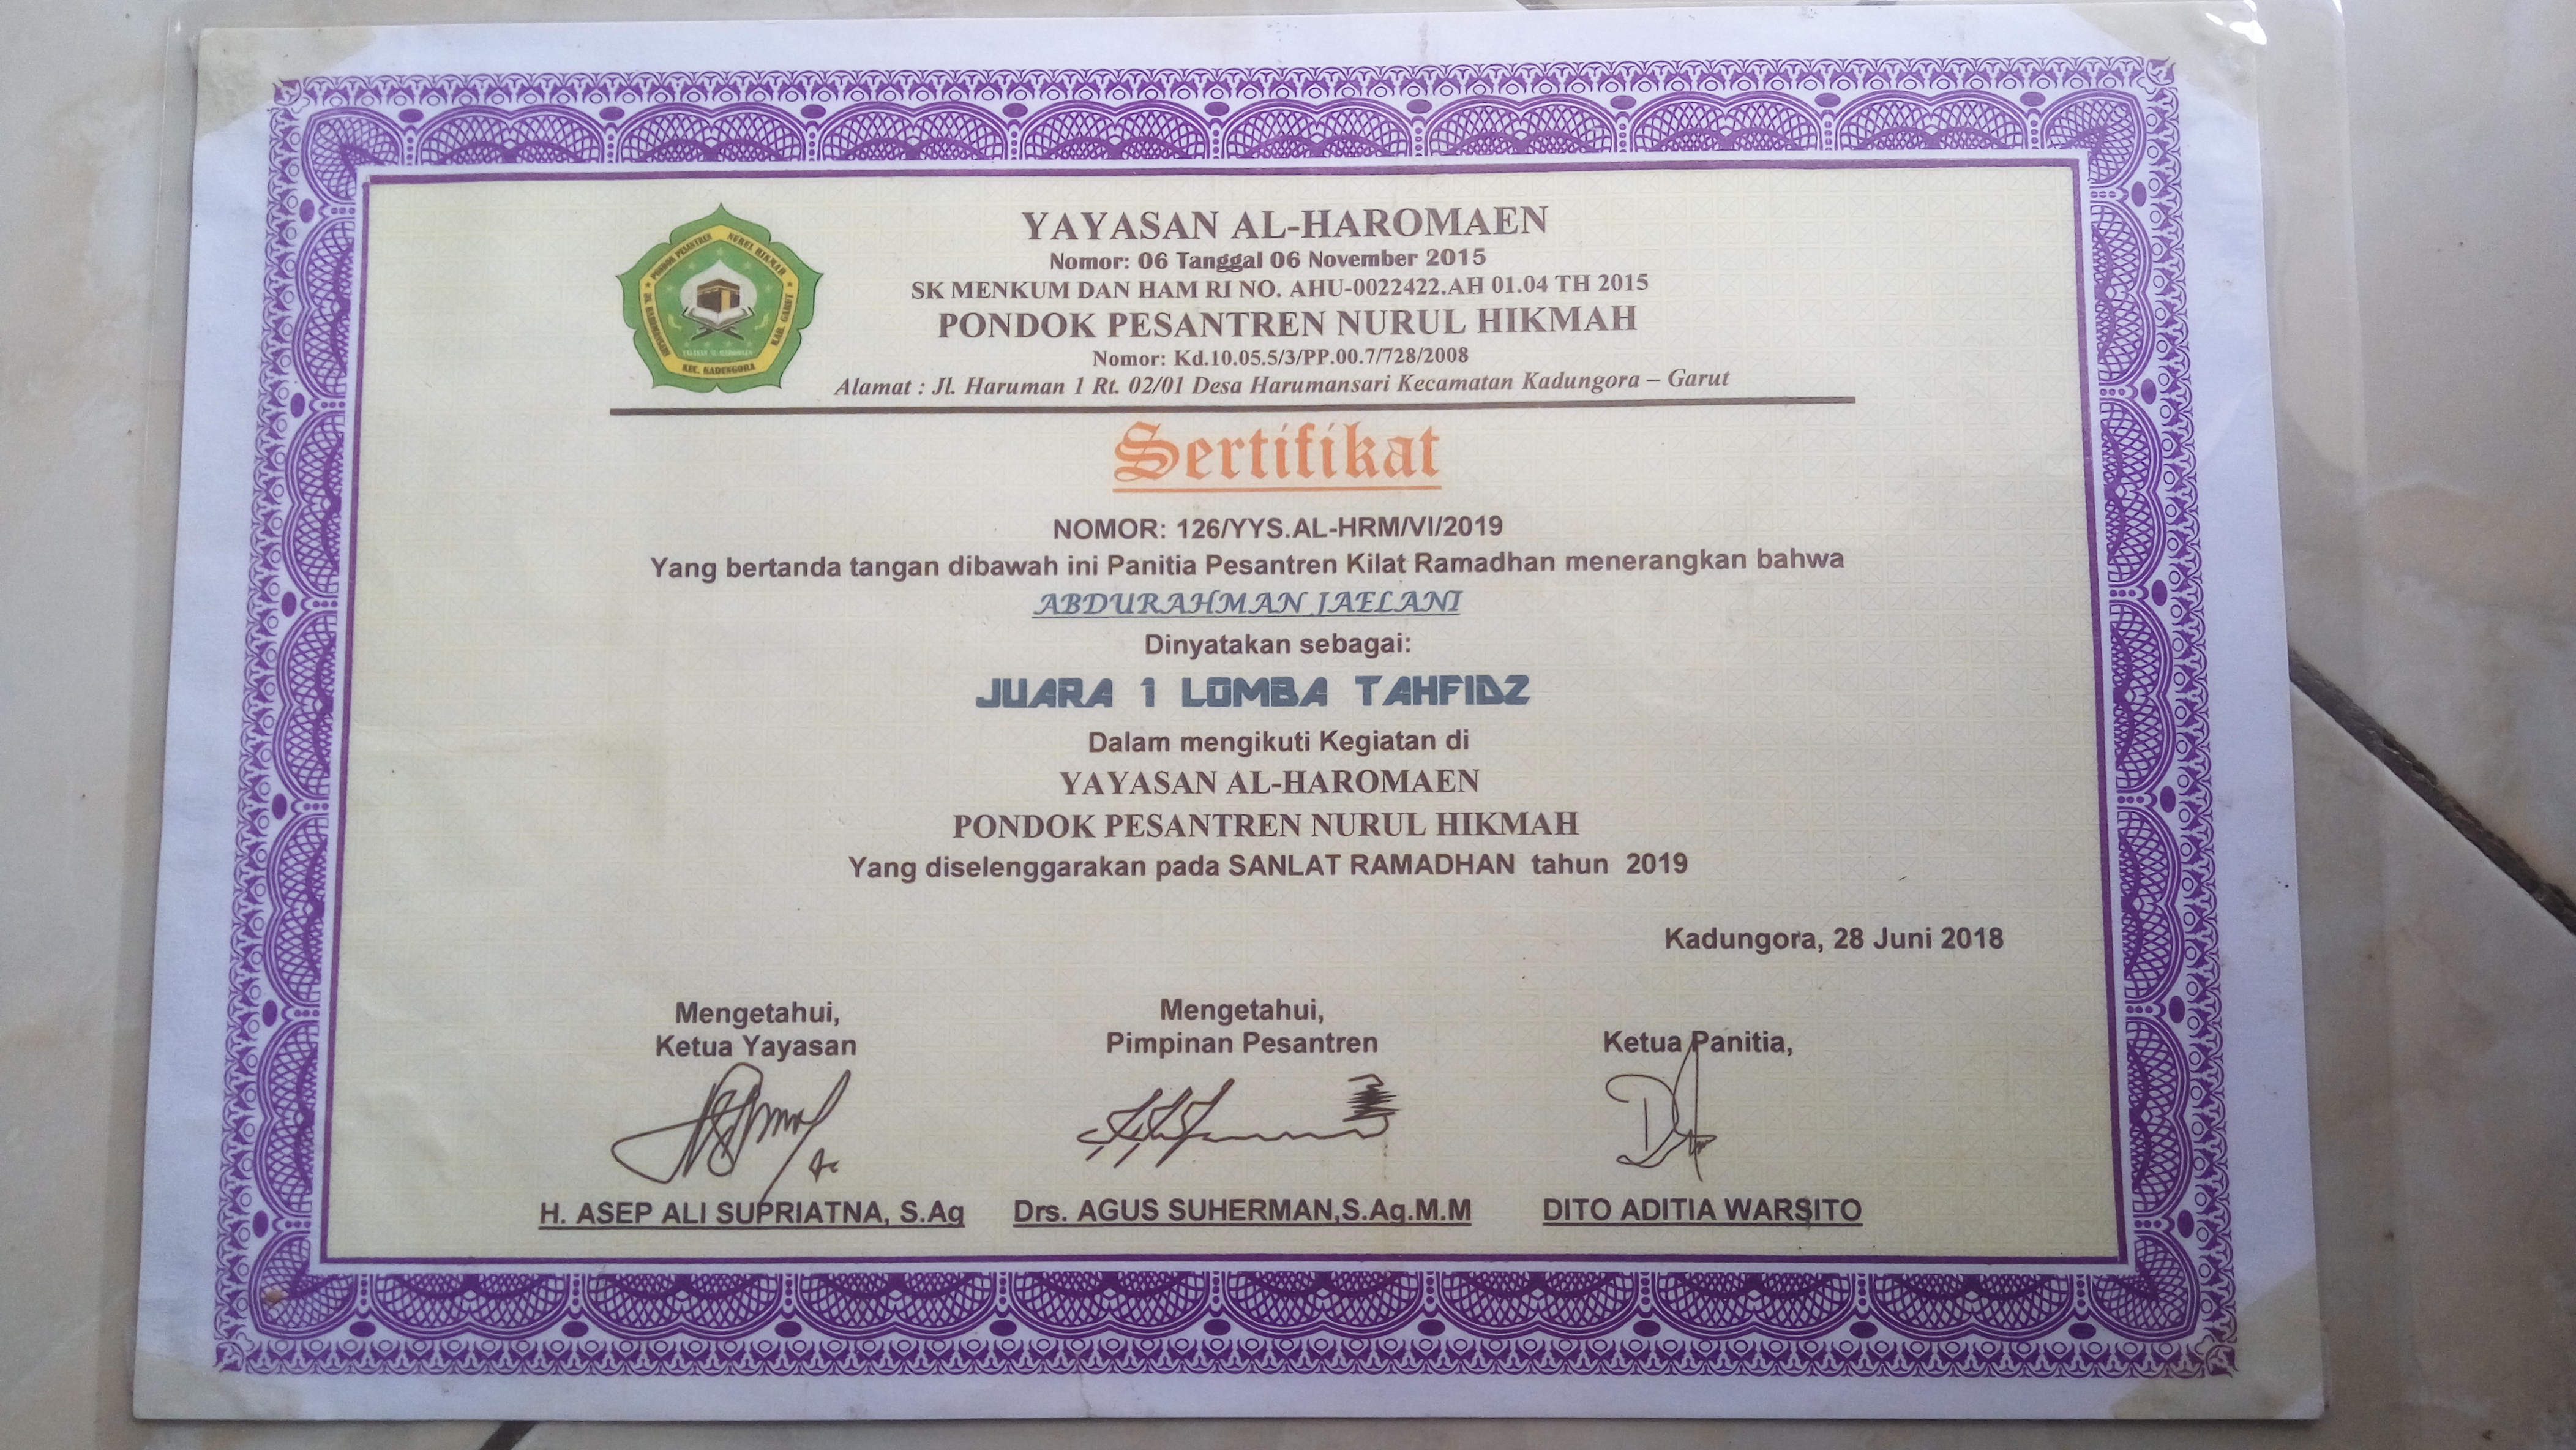 YAYASAN AL-HAROMAEN
Nomor: 06 Tanggal 06 November 2015
SK MENKUM DAN HAM RI NO. AHU-0022422.AH 01.04 TH 2015
PONDOK PESANTREN NURUL HIKMAH
Nomor: Kd.10.05.5/3/PP.00.7/728/2008
Alamat : Jl. Haruman 1 Rt. 02/01 Desa Harumansari Kecamatan Kadungora – Garut
PONDOK PESANTREN NURUL HIKMAH
DS. HARUMANSARI
KAB. GARUT
YAYASAN AL-HAROMAEN
KEC. KADUNGORA
Sertifikat
NOMOR: 126/YYS.AL-HRM/VI/2019
Yang bertanda tangan dibawah ini Panitia Pesantren Kilat Ramadhan menerangkan bahwa
ABDURAHMAN JAELANI
Dinyatakan sebagai:
JUARA 1 LOMBA TAHFIDZ
Dalam mengikuti Kegiatan di
YAYASAN AL-HAROMAEN
PONDOK PESANTREN NURUL HIKMAH
Yang diselenggarakan pada SANLAT RAMADHAN tahun 2019
Kadungora, 28 Juni 2018
Mengetahui,
Ketua Yayasan
H. ASEP ALI SUPRIATNA, S.Ag
Mengetahui,
Pimpinan Pesantren
Drs. AGUS SUHERMAN,S.Ag.M.M
Ketua Panitia,
DITO ADITIA WARSITO